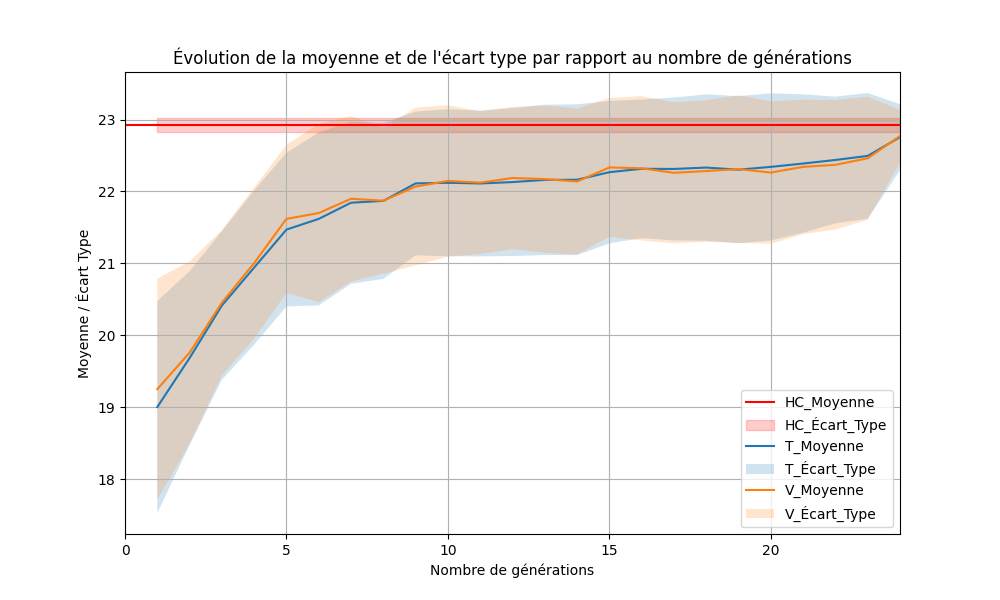 Évolution de la moyenne et de l'écart type par rapport au nombre de générations
Moyenne / Écart Type
23
22
21
20
19
18
0
5
10
15
20
Nombre de générations
HC_Moyenne
HC_Écart_Type
T_Moyenne
T_Écart_Type
V_Moyenne
V_Écart_Type